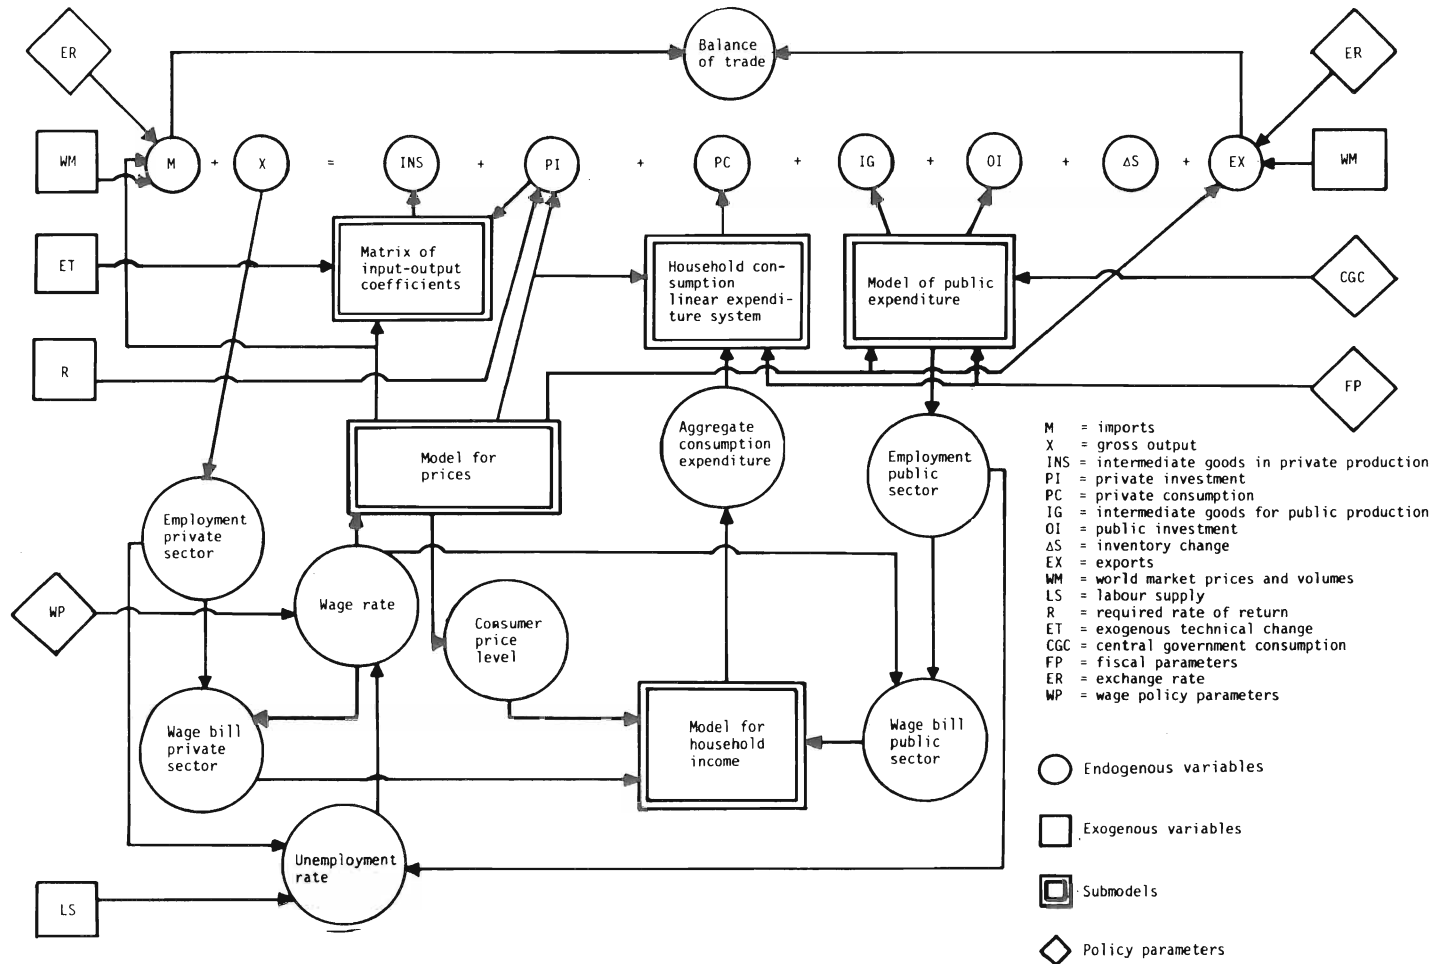 ER
Balance
of trade
ER
WM
M + X = INS + PI + PC + IG + OI + ΔS + EX
WM
ET
Matrix of
input-output
coefficients
Household con-
sumption
linear expendi-
ture system
Model of public
expenditure
CGC
R
FP
Model for
prices
Aggregate
consumption
expenditure
Employment
public
sector
Employment
private
sector
WP
Wage rate
Consumer
price
level
Wage bill
private
sector
Model for
household
income
Wage bill
public
sector
Unemployment
rate
LS
M = imports
X = gross output
INS = intermediate goods in private production
PI = private investment
PC = private consumption
IG = intermediate goods for public production
OI = public investment
ΔS = inventory change
EX = exports
WM = world market prices and volumes
LS = labour supply
R = required rate of return
ET = exogenous technical change
CGC = central government consumption
FP = fiscal parameters
ER = exchange rate
WP = wage policy parameters
Endogenous variables
Exogenous variables
Submodels
Policy parameters